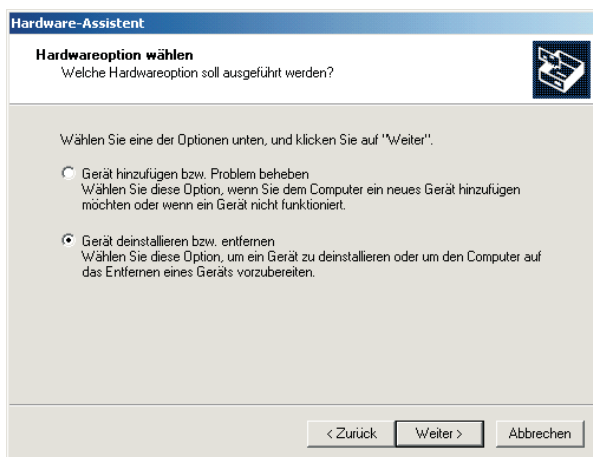 Hardware-Assistent
Hardwareoption wählen
Welche Hardwareoption soll ausgeführt werden?
Wählen Sie eine der Optionen unten, und klicken Sie auf "Weiter".
Gerät hinzufügen bzw. Problem beheben
Wählen Sie diese Option, wenn Sie dem Computer ein neues Gerät hinzufügen
möchten oder wenn ein Gerät nicht funktioniert.
Gerät deinstallieren bzw. entfernen
Wählen Sie diese Option, um ein Gerät zu deinstallieren oder um den Computer auf
das Entfernen eines Geräts vorzubereiten.
< Zurück Weiter > Abbrechen